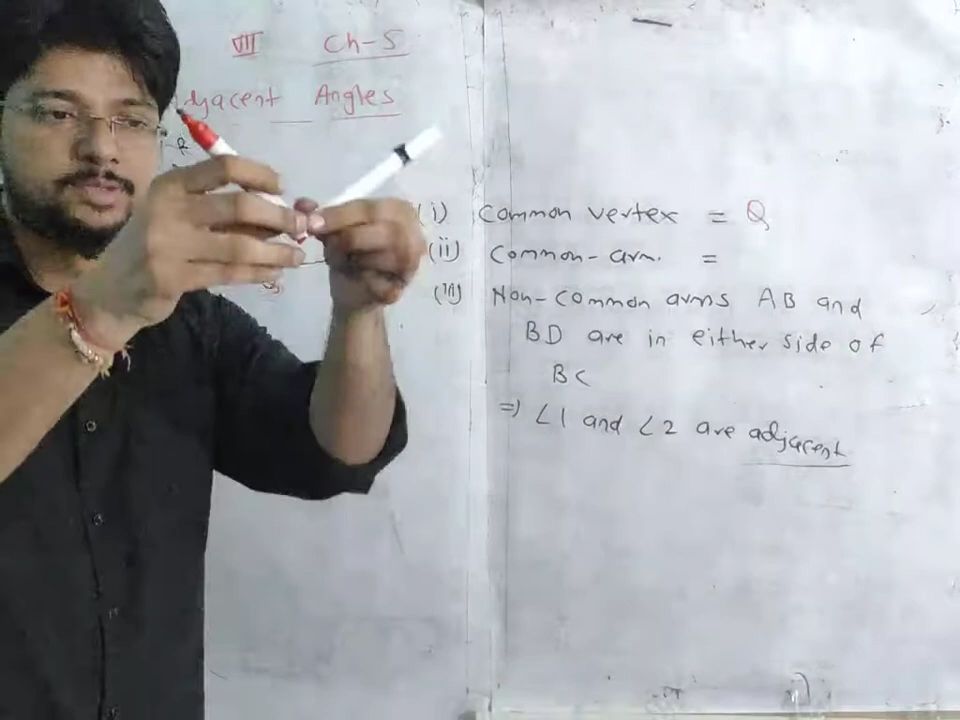 VII Ch-5
djacent Angles
(i) Common vertex = Q
(ii) Common-arm. =
(iii) Non-common arms AB and
BD are in either side of
BC
⇒ ∠1 and ∠2 are adjacent